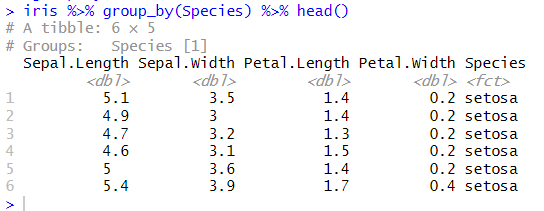 > iris %>% group_by(Species) %>% head()
# A tibble: 6 × 5
# Groups:   Species [1]
  Sepal.Length Sepal.Width Petal.Length Petal.Width Species
         <dbl>       <dbl>        <dbl>       <dbl> <fct>
1          5.1         3.5          1.4         0.2 setosa
2          4.9         3            1.4         0.2 setosa
3          4.7         3.2          1.3         0.2 setosa
4          4.6         3.1          1.5         0.2 setosa
5          5           3.6          1.4         0.2 setosa
6          5.4         3.9          1.7         0.4 setosa
>